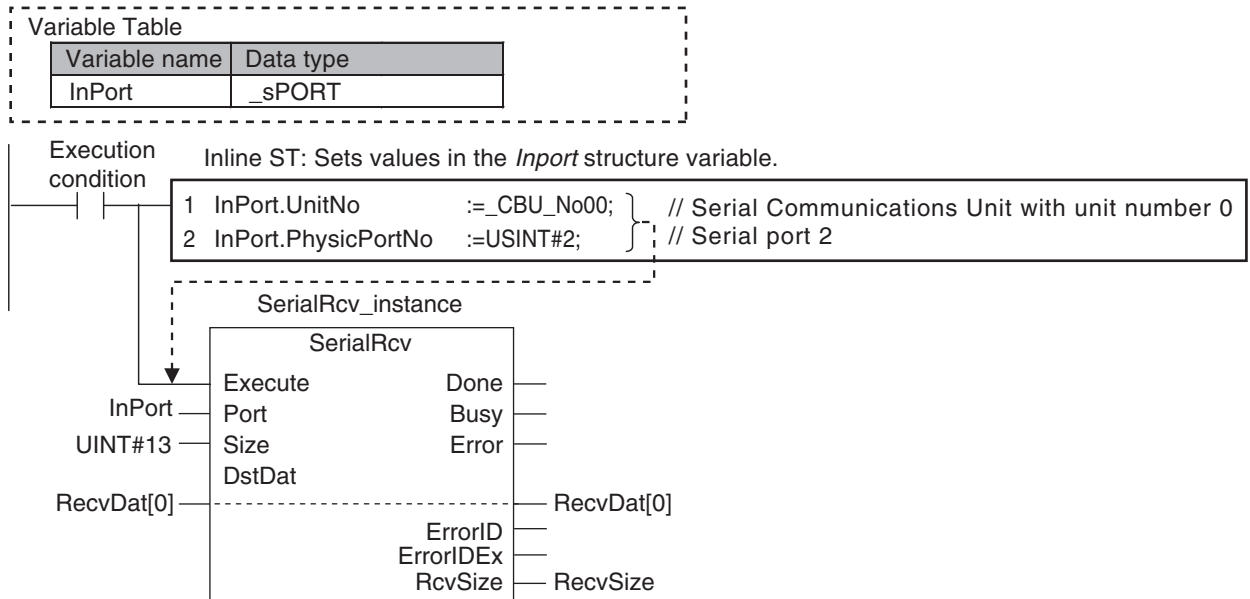 Variable Table
Variable name Data type
InPort _sPORT
Execution
condition
Inline ST: Sets values in the Inport structure variable.
1 InPort.UnitNo :=_CBU_No00; // Serial Communications Unit with unit number 0
2 InPort.PhysicPortNo :=USINT#2; // Serial port 2
SerialRcv_instance
SerialRcv
Execute Done
InPort Port Busy
UINT#13 Size Error
DstDat
RecvDat[0] RecvDat[0]
ErrorID
ErrorIDEx
RcvSize RecvSize